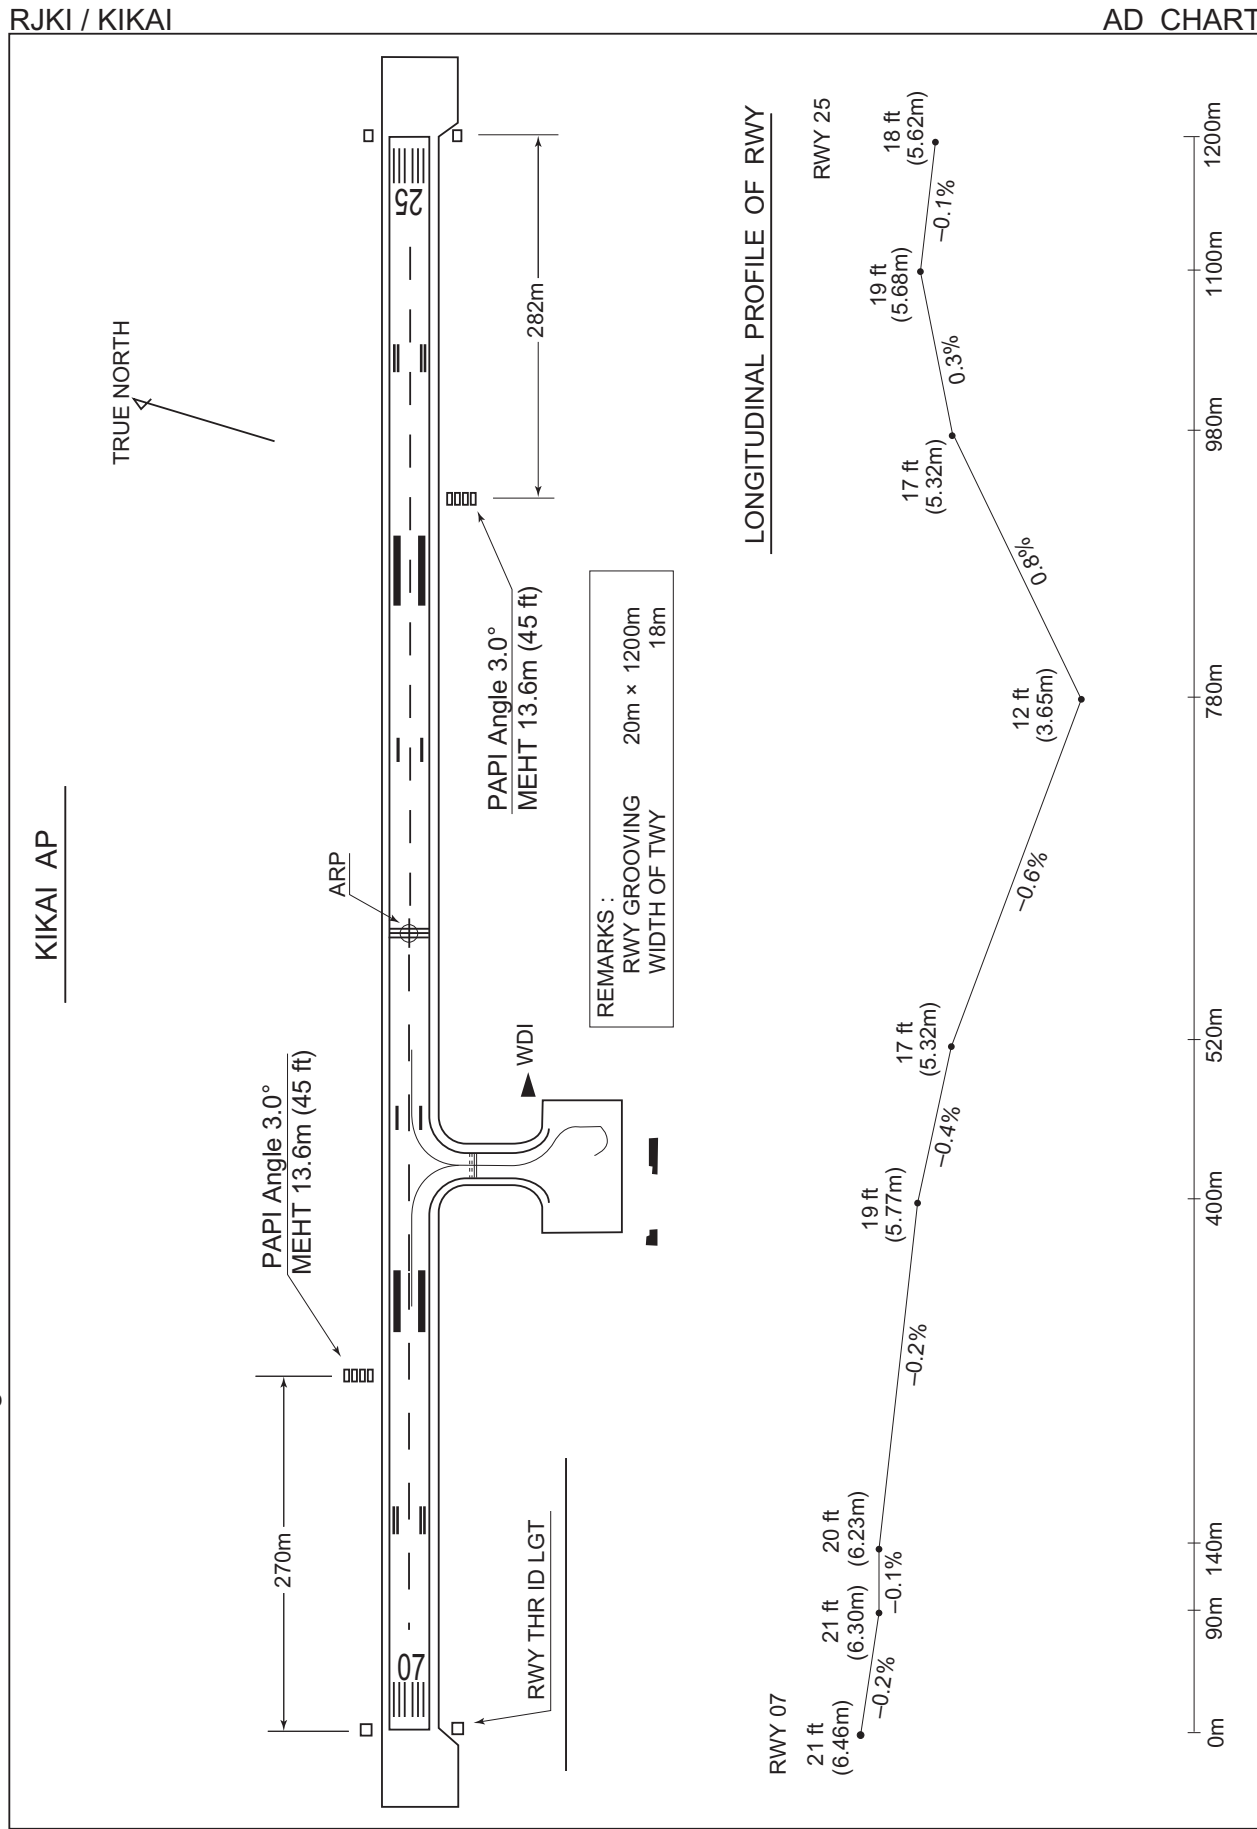 RJKI / KIKAI
AD CHART
KIKAI AP
TRUE NORTH
PAPI Angle 3.0°
MEHT 13.6m (45 ft)
ARP
270m
07
25
282m
PAPI Angle 3.0°
MEHT 13.6m (45 ft)
WDI
RWY THR ID LGT
REMARKS :
RWY GROOVING 20m × 1200m
WIDTH OF TWY 18m
LONGITUDINAL PROFILE OF RWY
RWY 07
RWY 25
21 ft
(6.46m)
–0.2%
21 ft
(6.30m)
–0.1%
20 ft
(6.23m)
–0.2%
19 ft
(5.77m)
–0.4%
17 ft
(5.32m)
–0.6%
12 ft
(3.65m)
0.8%
17 ft
(5.32m)
0.3%
19 ft
(5.68m)
–0.1%
18 ft
(5.62m)
0m
90m
140m
400m
520m
780m
980m
1100m
1200m